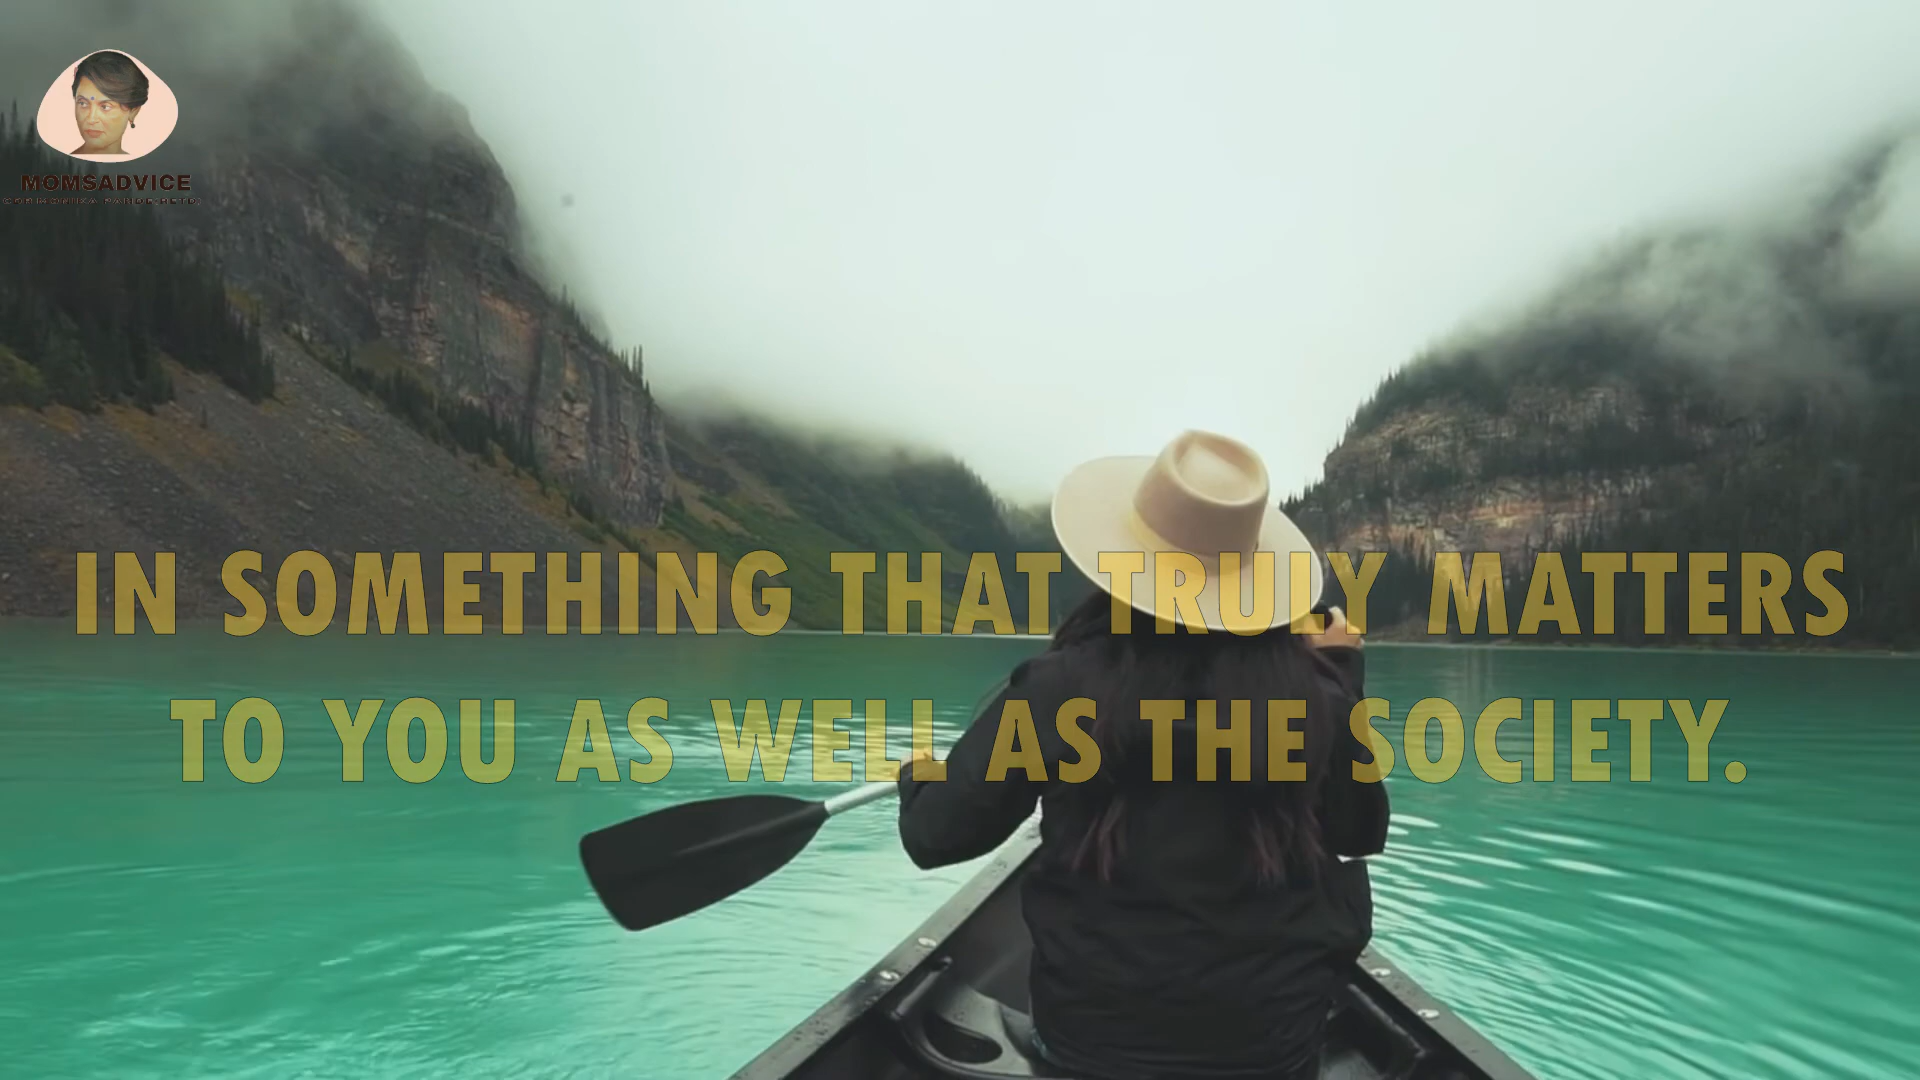 MOMSADVICE
IN SOMETHING THAT TRULY MATTERS
TO YOU AS WELL AS THE SOCIETY.